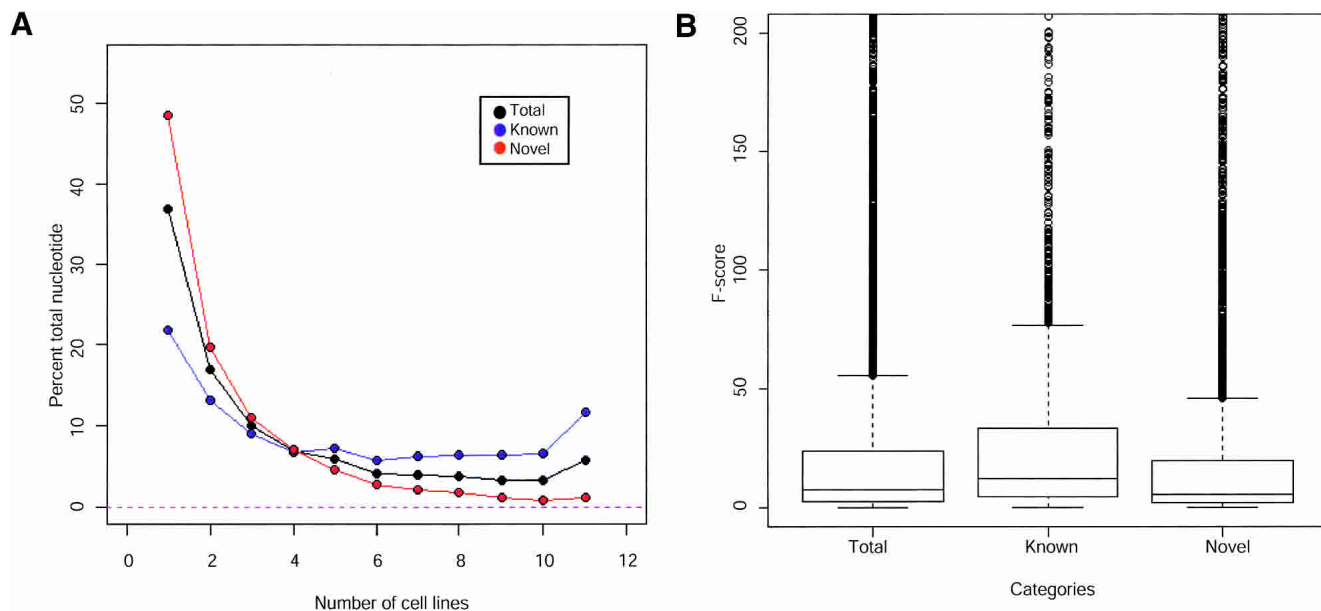 A
Percent total nucleotide
50
40
30
20
10
0
Total
Known
Novel
0 2 4 6 8 10 12
Number of cell lines
B
F-score
200
150
100
50
0
Total Known Novel
Categories